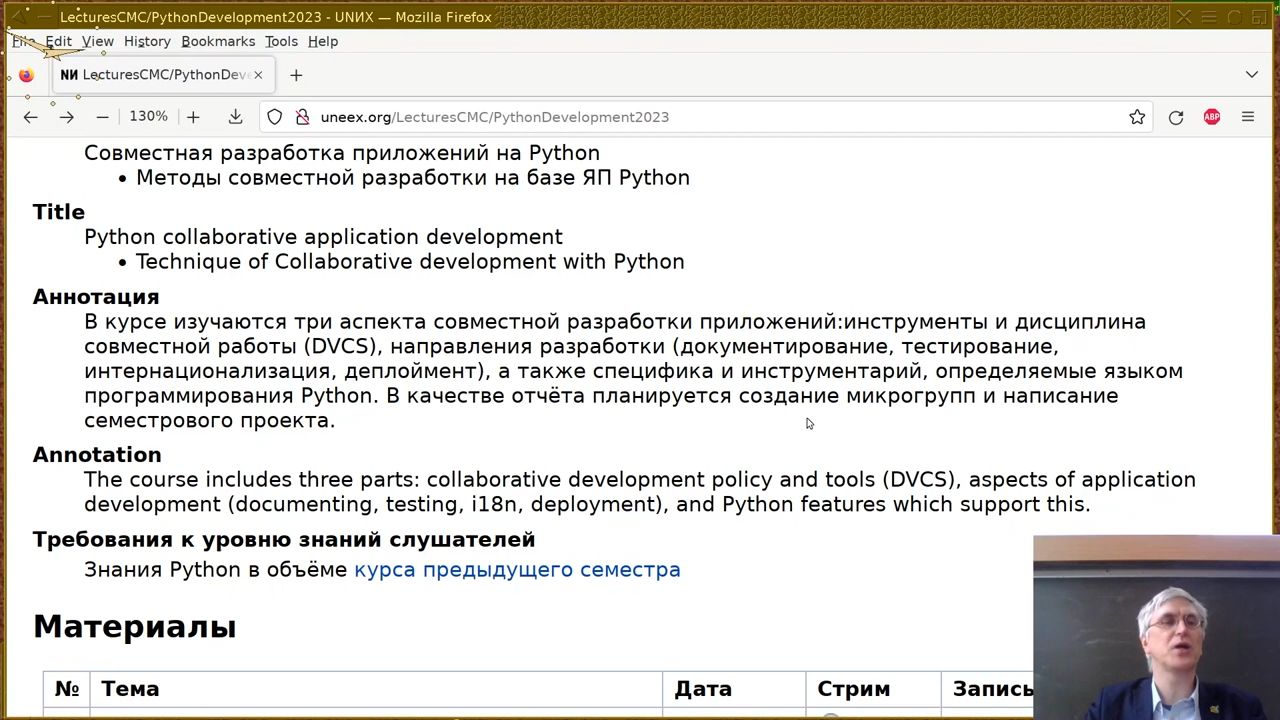 LecturesCMC/PythonDevelopment2023 - UNИX — Mozilla Firefox
File Edit View History Bookmarks Tools Help
NИ LecturesCMC/PythonDeve
130%
uneex.org/LecturesCMC/PythonDevelopment2023
ABP
Совместная разработка приложений на Python
• Методы совместной разработки на базе ЯП Python
Title
Python collaborative application development
• Technique of Collaborative development with Python
Аннотация
В курсе изучаются три аспекта совместной разработки приложений:инструменты и дисциплина
совместной работы (DVCS), направления разработки (документирование, тестирование,
интернационализация, деплоймент), а также специфика и инструментарий, определяемые языком
программирования Python. В качестве отчёта планируется создание микрогрупп и написание
семестрового проекта.
Annotation
The course includes three parts: collaborative development policy and tools (DVCS), aspects of application
development (documenting, testing, i18n, deployment), and Python features which support this.
Требования к уровню знаний слушателей
Знания Python в объёме курса предыдущего семестра
Материалы
№ Тема Дата Стрим Запись